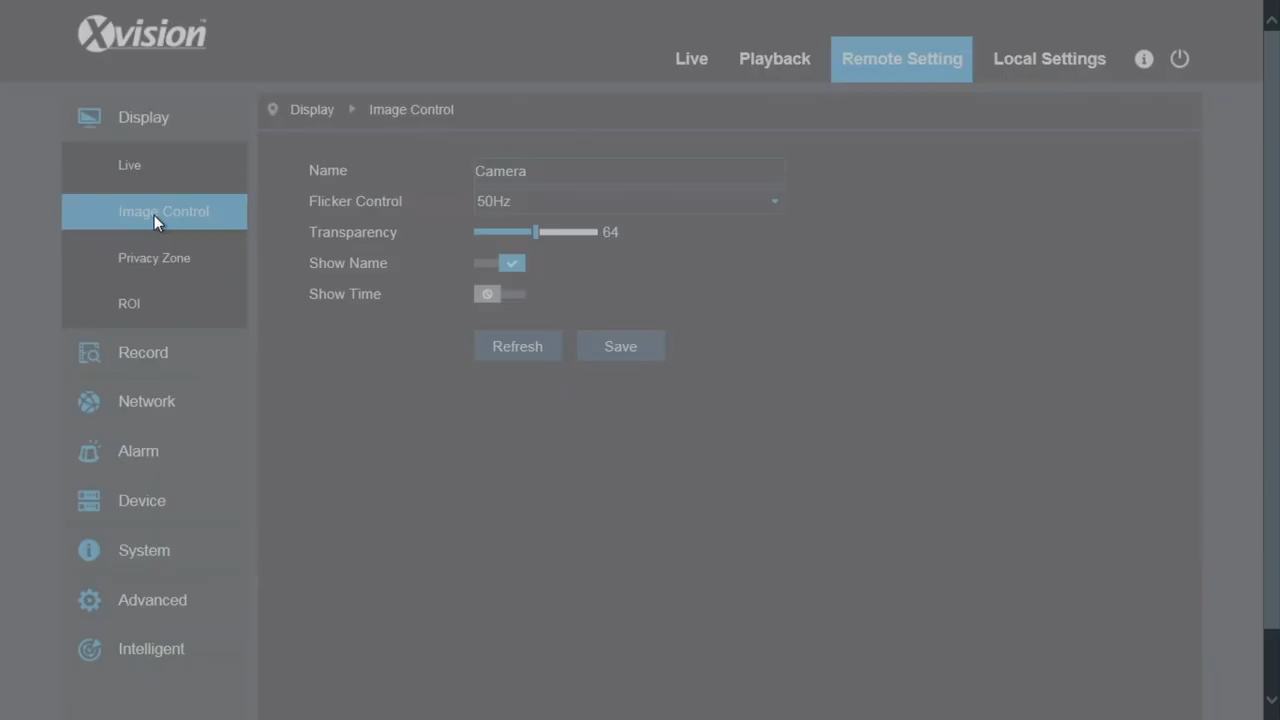 Xvision™
Live Playback Remote Setting Local Settings
Display
Live
Image Control
Privacy Zone
ROI
Record
Network
Alarm
Device
System
Advanced
Intelligent
Display Image Control
Name Camera
Flicker Control 50Hz
Transparency 64
Show Name
Show Time
Refresh Save